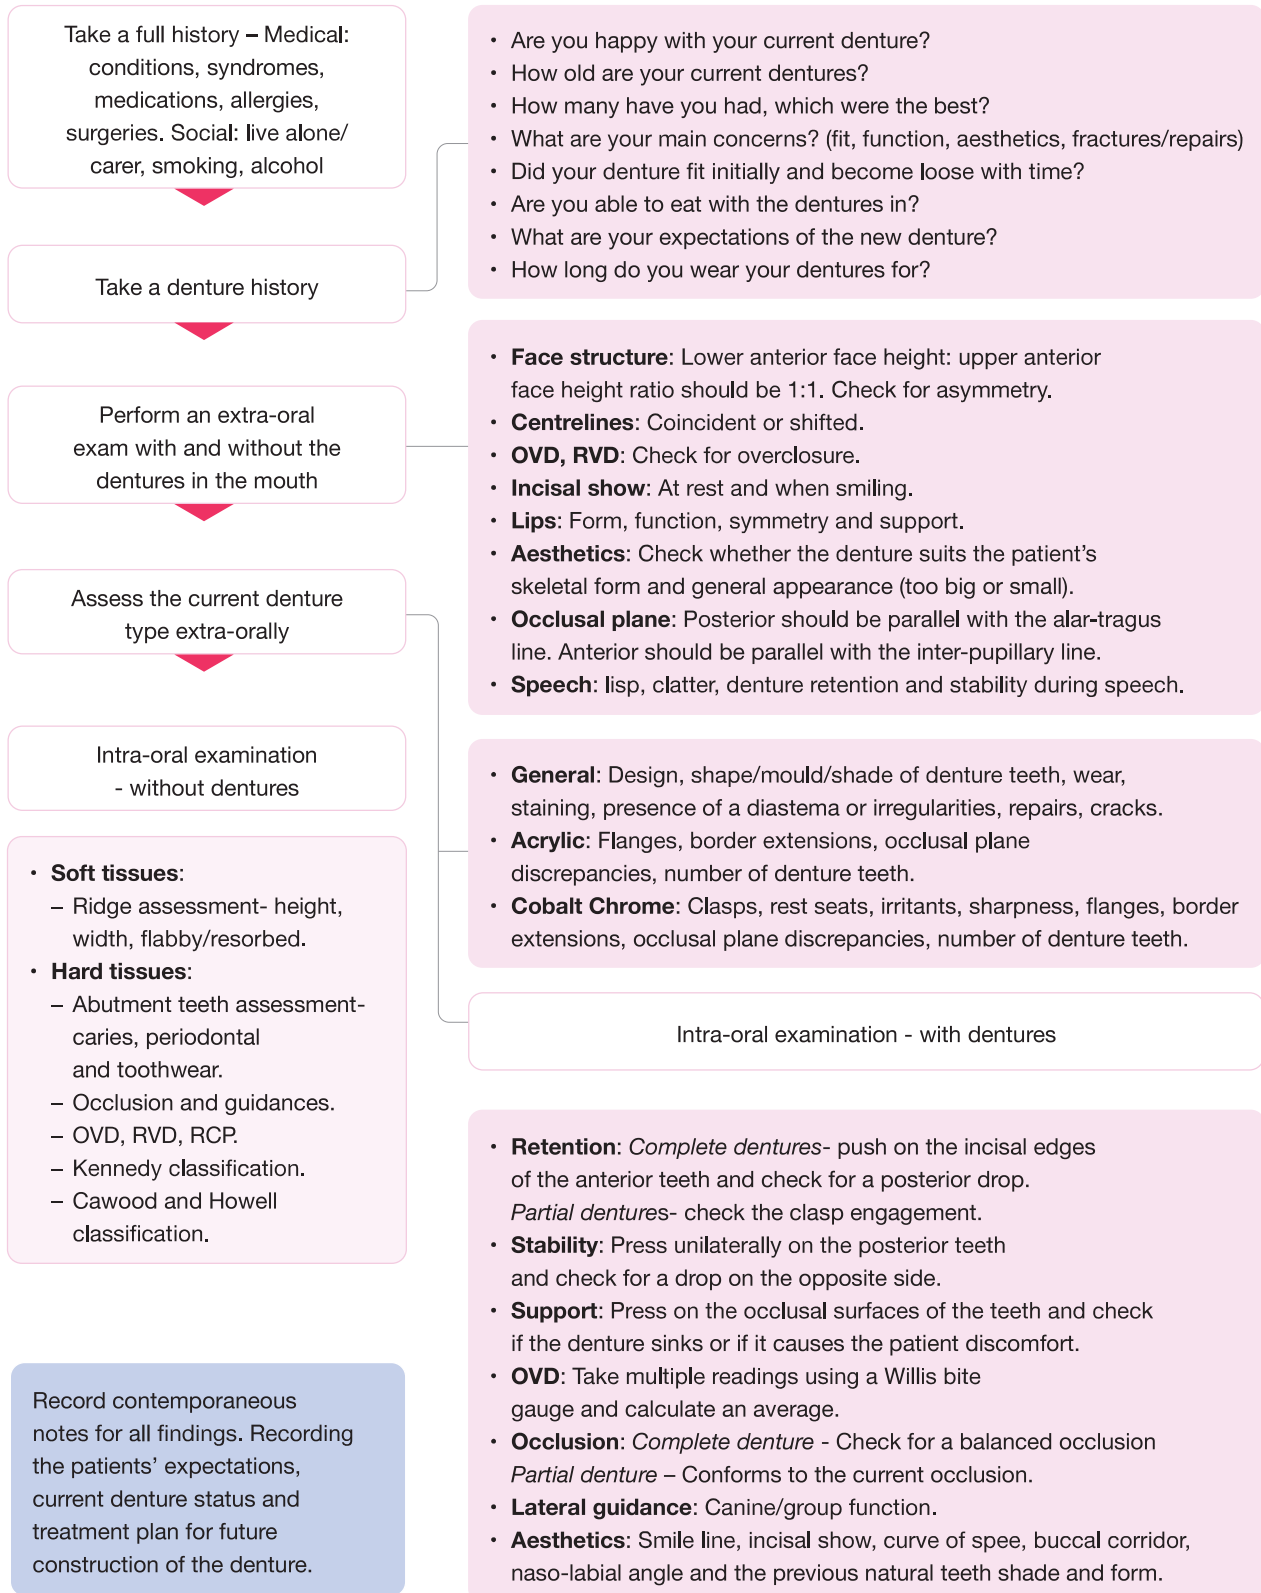 Take a full history – Medical:
conditions, syndromes,
medications, allergies,
surgeries. Social: live alone/
carer, smoking, alcohol
Take a denture history
• Are you happy with your current denture?
• How old are your current dentures?
• How many have you had, which were the best?
• What are your main concerns? (fit, function, aesthetics, fractures/repairs)
• Did your denture fit initially and become loose with time?
• Are you able to eat with the dentures in?
• What are your expectations of the new denture?
• How long do you wear your dentures for?
Perform an extra-oral
exam with and without the
dentures in the mouth
• Face structure: Lower anterior face height: upper anterior
face height ratio should be 1:1. Check for asymmetry.
• Centrelines: Coincident or shifted.
• OVD, RVD: Check for overclosure.
• Incisal show: At rest and when smiling.
• Lips: Form, function, symmetry and support.
• Aesthetics: Check whether the denture suits the patient’s
skeletal form and general appearance (too big or small).
• Occlusal plane: Posterior should be parallel with the alar-tragus
line. Anterior should be parallel with the inter-pupillary line.
• Speech: lisp, clatter, denture retention and stability during speech.
Assess the current denture
type extra-orally
• General: Design, shape/mould/shade of denture teeth, wear,
staining, presence of a diastema or irregularities, repairs, cracks.
• Acrylic: Flanges, border extensions, occlusal plane
discrepancies, number of denture teeth.
• Cobalt Chrome: Clasps, rest seats, irritants, sharpness, flanges, border
extensions, occlusal plane discrepancies, number of denture teeth.
Intra-oral examination
- without dentures
• Soft tissues:
– Ridge assessment- height,
width, flabby/resorbed.
• Hard tissues:
– Abutment teeth assessment-
caries, periodontal
and toothwear.
– Occlusion and guidances.
– OVD, RVD, RCP.
– Kennedy classification.
– Cawood and Howell
classification.
Intra-oral examination - with dentures
• Retention: Complete dentures- push on the incisal edges
of the anterior teeth and check for a posterior drop.
Partial dentures- check the clasp engagement.
• Stability: Press unilaterally on the posterior teeth
and check for a drop on the opposite side.
• Support: Press on the occlusal surfaces of the teeth and check
if the denture sinks or if it causes the patient discomfort.
• OVD: Take multiple readings using a Willis bite
gauge and calculate an average.
• Occlusion: Complete denture - Check for a balanced occlusion
Partial denture – Conforms to the current occlusion.
• Lateral guidance: Canine/group function.
• Aesthetics: Smile line, incisal show, curve of spee, buccal corridor,
naso-labial angle and the previous natural teeth shade and form.
Record contemporaneous
notes for all findings. Recording
the patients’ expectations,
current denture status and
treatment plan for future
construction of the denture.